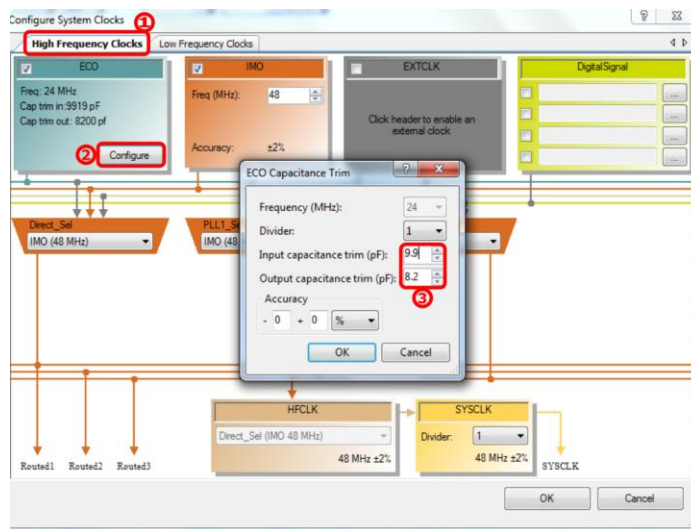 Configure System Clocks
①
High Frequency Clocks
Low Frequency Clocks
ECO
Freq: 24 MHz
Cap trim in:9919 pF
Cap trim out: 8200 pf
②
Configure
IMO
Freq (MHz):
48
Accuracy:
±2%
EXTCLK
Click header to enable an
external clock
DigitalSignal
...
...
...
...
Direct_Sel
IMO (48 MHz)
PLL1_S
IMO (48
ECO Capacitance Trim
Frequency (MHz):
24
Divider:
1
Input capacitance trim (pF):
9.9
Output capacitance trim (pF):
8.2
③
Accuracy
- 0 + 0 %
OK
Cancel
HFCLK
Direct_Sel (IMO 48 MHz)
48 MHz ±2%
SYSCLK
Divider:
1
48 MHz ±2%
Routed1
Routed2
Routed3
SYSCLK
OK
Cancel